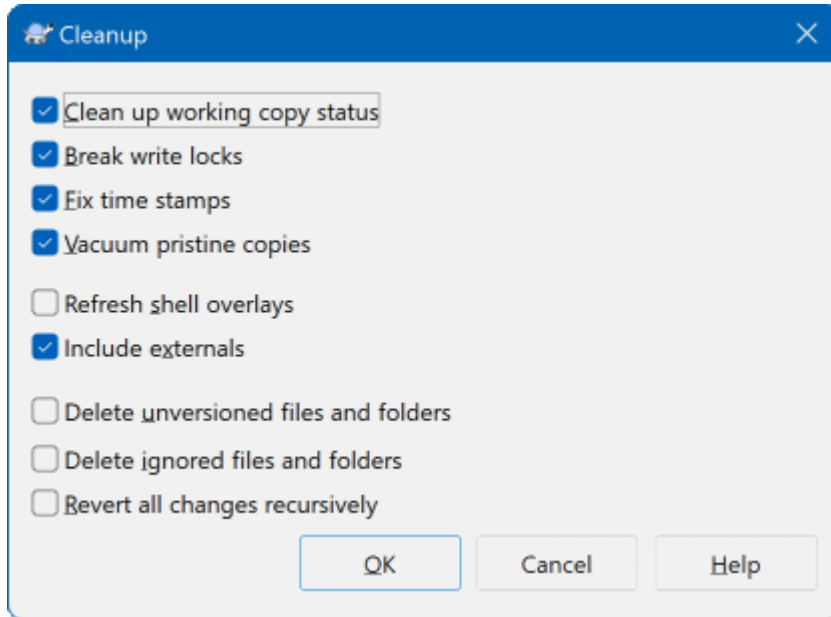 Cleanup
Clean up working copy status
Break write locks
Fix time stamps
Vacuum pristine copies
Refresh shell overlays
Include externals
Delete unversioned files and folders
Delete ignored files and folders
Revert all changes recursively
OK Cancel Help